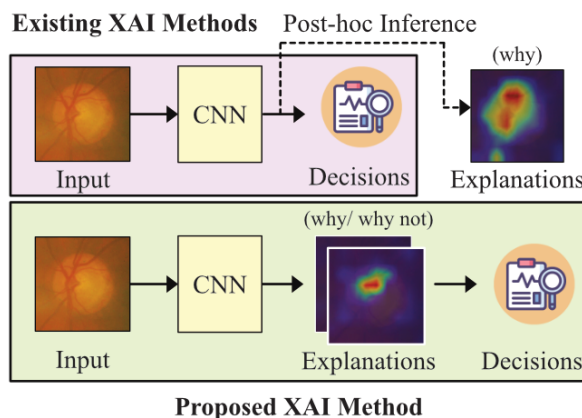 Existing XAI Methods
Post-hoc Inference
(why)
CNN
Input
Decisions
Explanations
(why/ why not)
CNN
Input
Explanations
Decisions
Proposed XAI Method